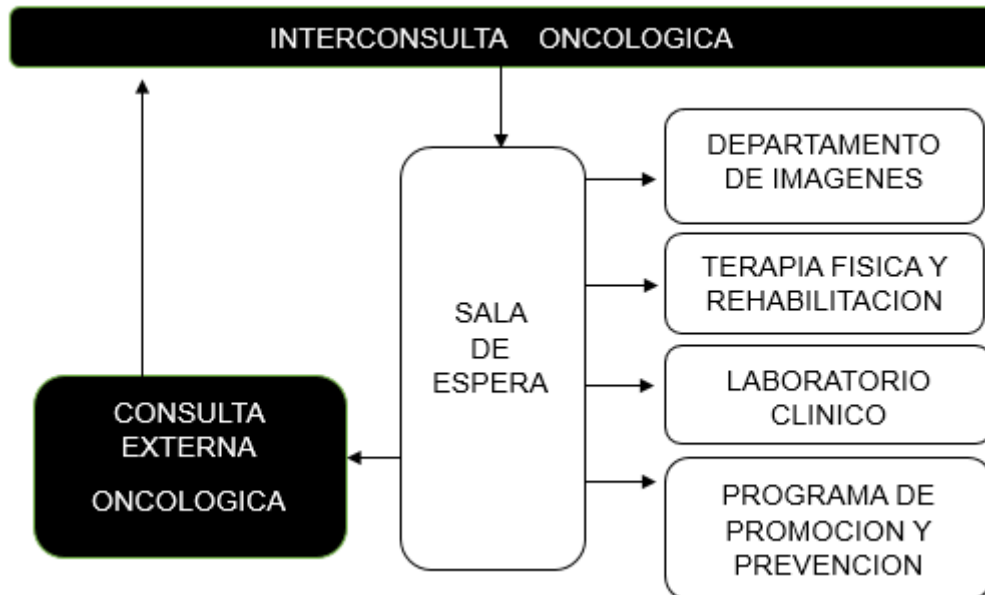 INTERCONSULTA ONCOLOGICA
DEPARTAMENTO
DE IMAGENES
TERAPIA FISICA Y
REHABILITACION
SALA
DE
ESPERA
LABORATORIO
CLINICO
CONSULTA
EXTERNA
ONCOLOGICA
PROGRAMA DE
PROMOCION Y
PREVENCION